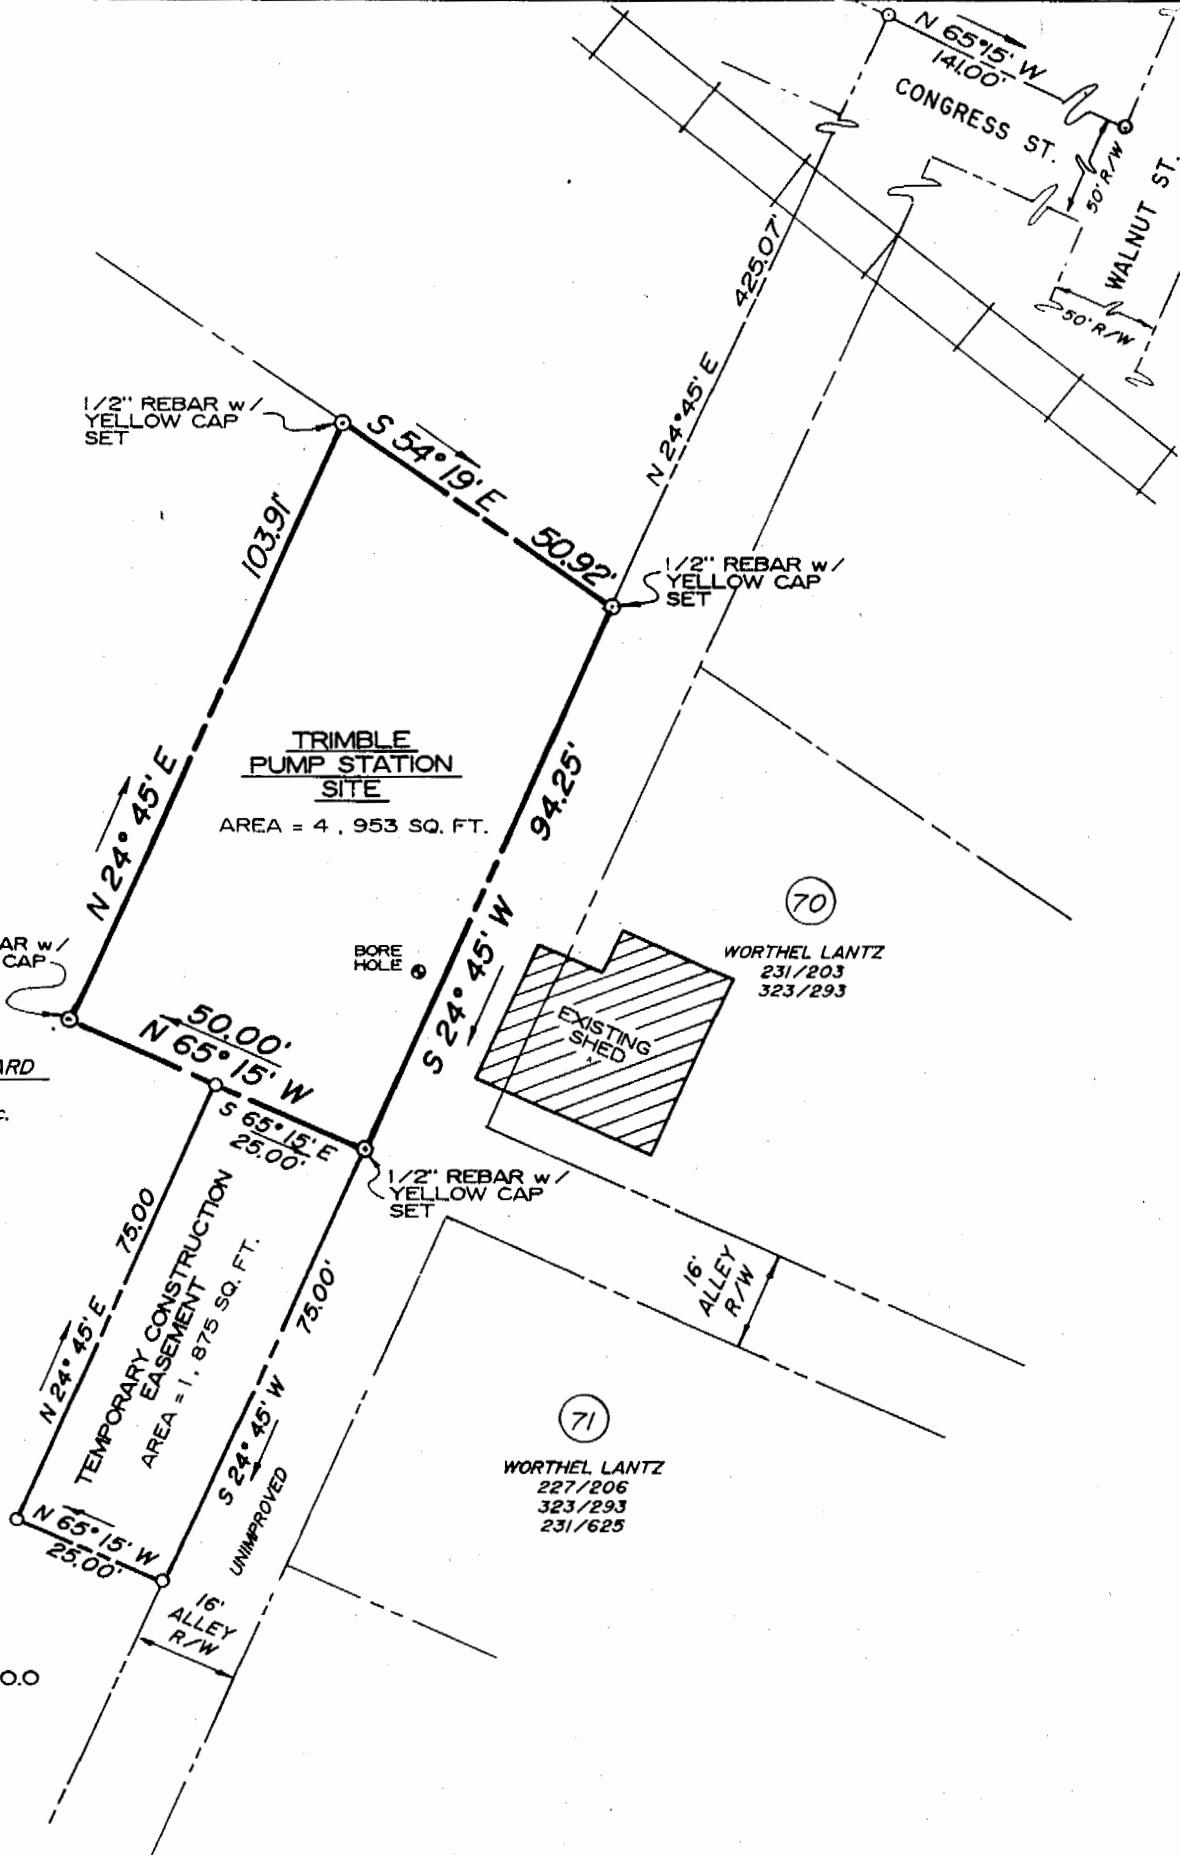 N 65°15' W
141.00'
CONGRESS ST.
50' R/W
WALNUT ST.
50' R/W
425.07'
N 24°45' E
1/2" REBAR w/
YELLOW CAP
SET
S 54°19' E
50.92'
103.91'
1/2" REBAR w/
YELLOW CAP
SET
TRIMBLE
PUMP STATION
SITE
AREA = 4,953 SQ. FT.
94.25'
N 24°45' E
70
WORTHEL LANTZ
231/203
323/293
AR w/
CAP
BORE
HOLE
S 24°45' W
EXISTING
SHED
50.00'
N 65°15' W
ARD
S 65°15' E
25.00'
1/2" REBAR w/
YELLOW CAP
SET
75.00
TEMPORARY CONSTRUCTION
EASEMENT
AREA = 1,875 SQ. FT.
75.00'
16'
ALLEY
R/W
N 24°45' E
S 24°45' W
71
WORTHEL LANTZ
227/206
323/293
231/625
UNIMPROVED
N 65°15' W
25.00'
16'
ALLEY
R/W
0.0